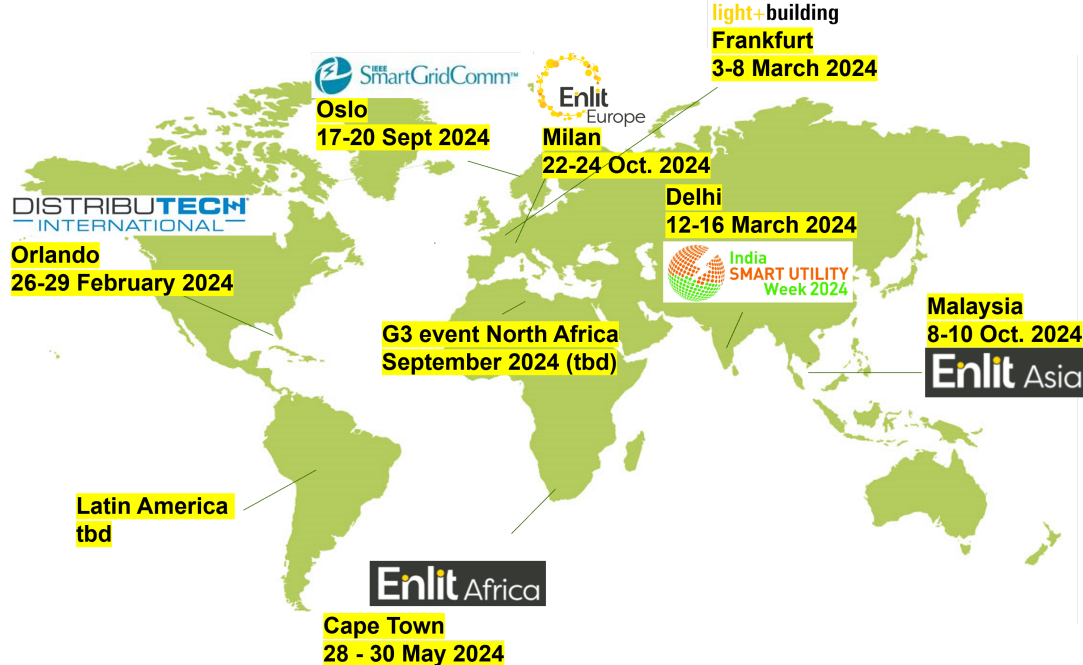 light+building
Frankfurt
3-8 March 2024
IEEE
SmartGridComm™
Oslo
17-20 Sept 2024
Enlit
Europe
Milan
22-24 Oct. 2024
Delhi
12-16 March 2024
India
SMART UTILITY
Week 2024
DISTRIBUTECH®
INTERNATIONAL™
Orlando
26-29 February 2024
G3 event North Africa
September 2024 (tbd)
Malaysia
8-10 Oct. 2024
Enlit Asia
Latin America
tbd
Enlit Africa
Cape Town
28 - 30 May 2024